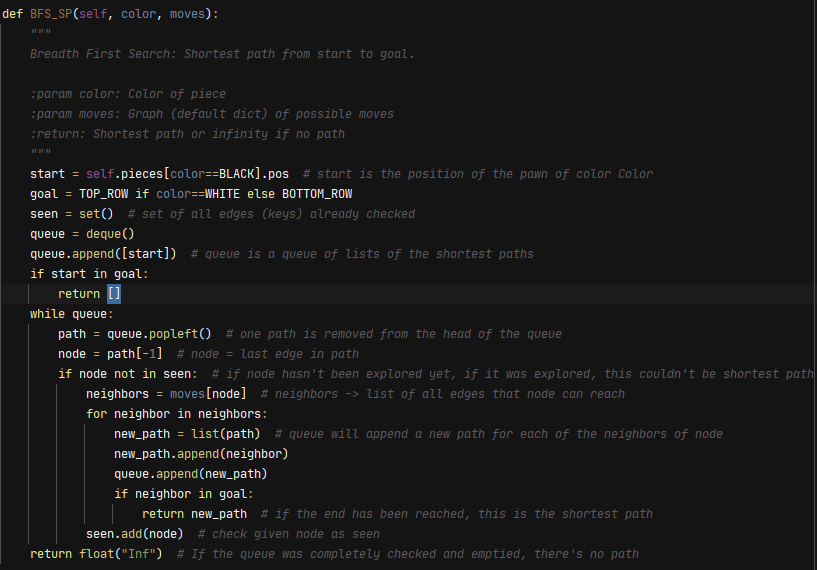 def BFS_SP(self, color, moves):
    """
    Breadth First Search: Shortest path from start to goal.

    :param color: Color of piece
    :param moves: Graph (default dict) of possible moves
    :return: Shortest path or infinity if no path
    """
    start = self.pieces[color==BLACK].pos  # start is the position of the pawn of color Color
    goal = TOP_ROW if color==WHITE else BOTTOM_ROW
    seen = set()  # set of all edges (keys) already checked
    queue = deque()
    queue.append([start])  # queue is a queue of lists of the shortest paths
    if start in goal:
        return []
    while queue:
        path = queue.popleft()  # one path is removed from the head of the queue
        node = path[-1]  # node = last edge in path
        if node not in seen:  # if node hasn't been explored yet, if it was explored, this couldn't be shortest path
            neighbors = moves[node]  # neighbors -> list of all edges that node can reach
            for neighbor in neighbors:
                new_path = list(path)  # queue will append a new path for each of the neighbors of node
                new_path.append(neighbor)
                queue.append(new_path)
                if neighbor in goal:
                    return new_path  # if the end has been reached, this is the shortest path
            seen.add(node)  # check given node as seen
    return float("Inf")  # If the queue was completely checked and emptied, there's no path